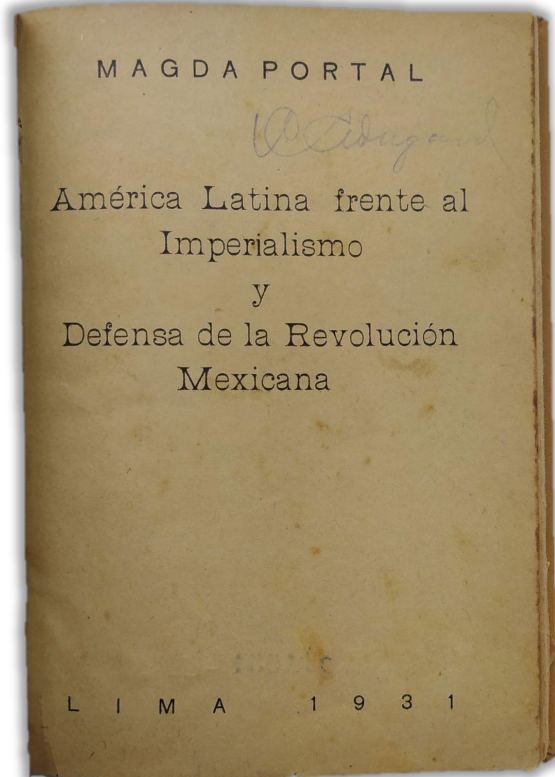 MAGDA PORTAL
América Latina frente al
Imperialismo
y
Defensa de la Revolución
Mexicana
LIMA 1931